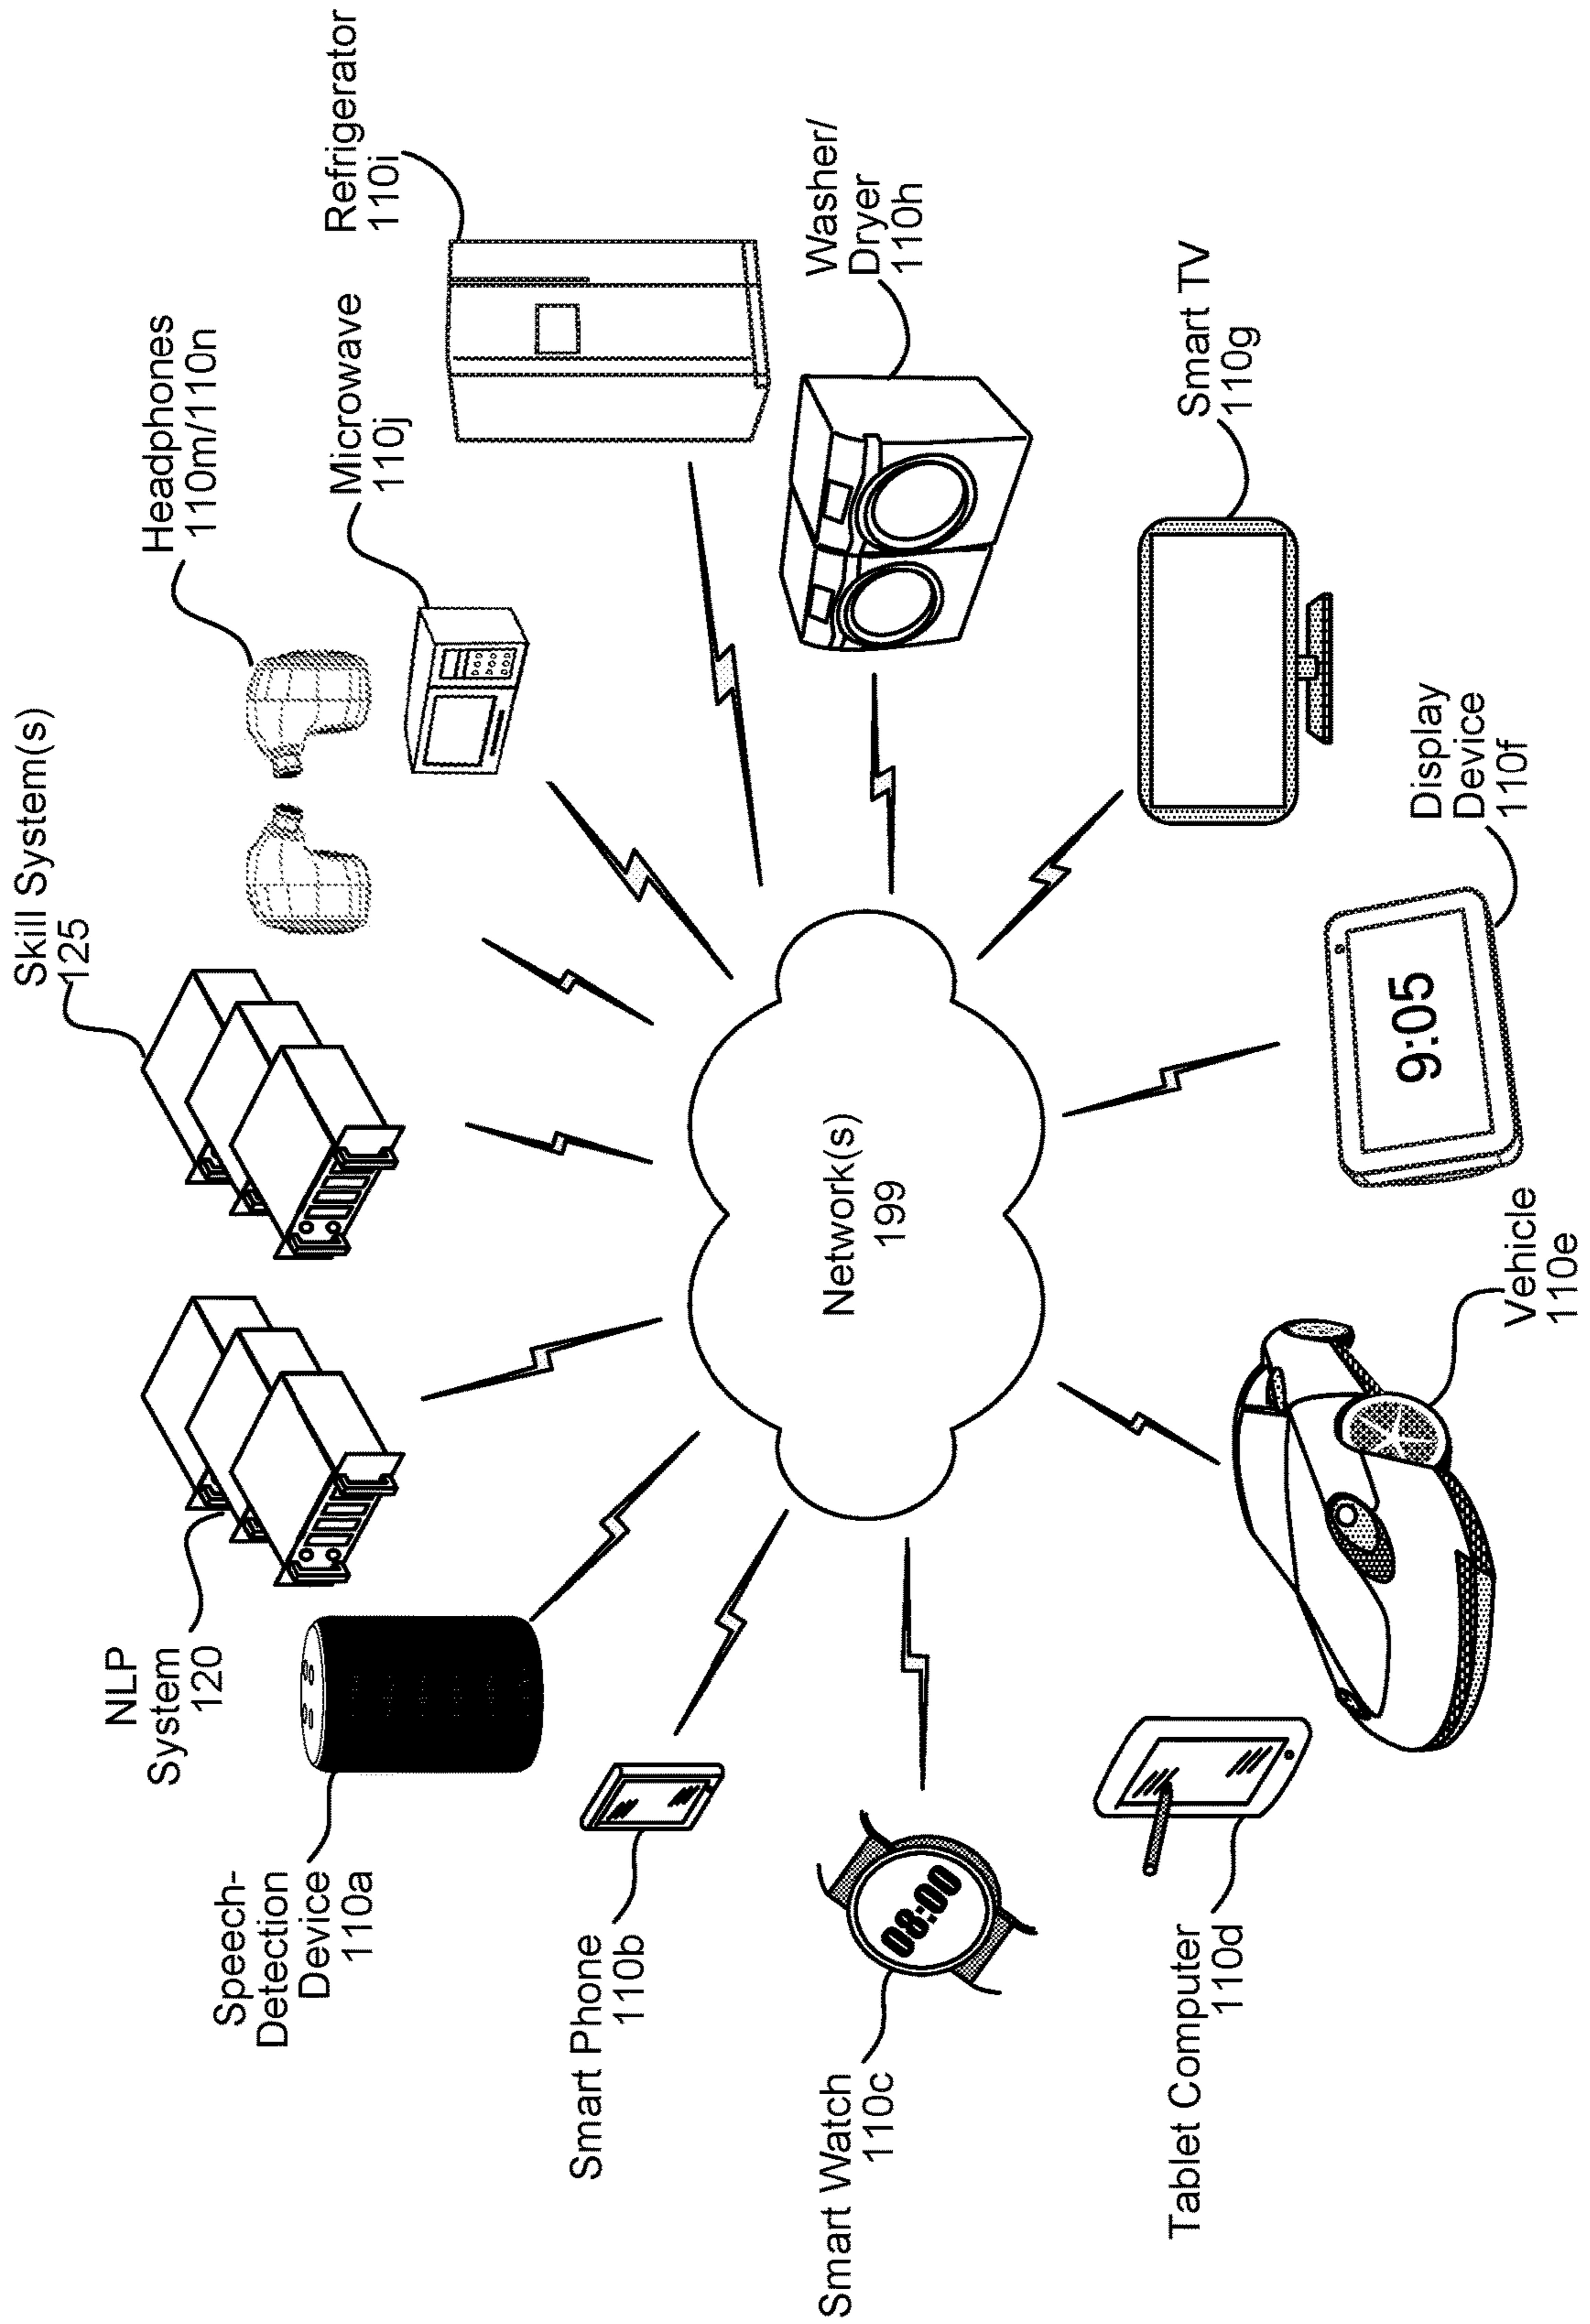 Speech-
Detection
Device
110a
NLP
System
120
Skill System(s)
125
Headphones
110m/110n
Microwave
110j
Refrigerator
110i
Smart Phone
110b
Network(s)
199
Washer/
Dryer
110h
Smart Watch
110c
08:00
Smart TV
110g
Tablet Computer
110d
9:05
Display
Device
110f
Vehicle
110e